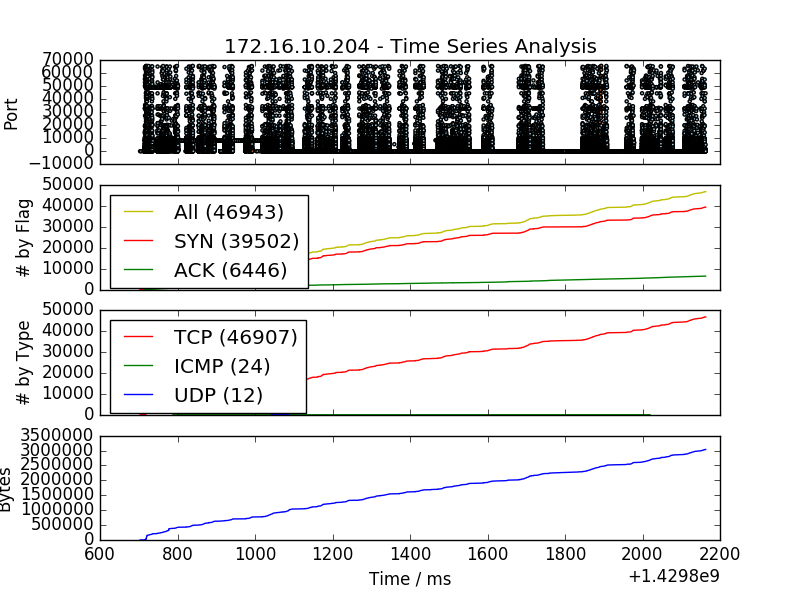 172.16.10.204 - Time Series Analysis
70000
60000
50000
40000
30000
20000
10000
0
−10000
Port
50000
40000
30000
20000
10000
0
# by Flag
All (46943)
SYN (39502)
ACK (6446)
50000
40000
30000
20000
10000
0
# by Type
TCP (46907)
ICMP (24)
UDP (12)
3500000
3000000
2500000
2000000
1500000
1000000
500000
0
Bytes
600 800 1000 1200 1400 1600 1800 2000 2200
Time / ms
+1.4298e9